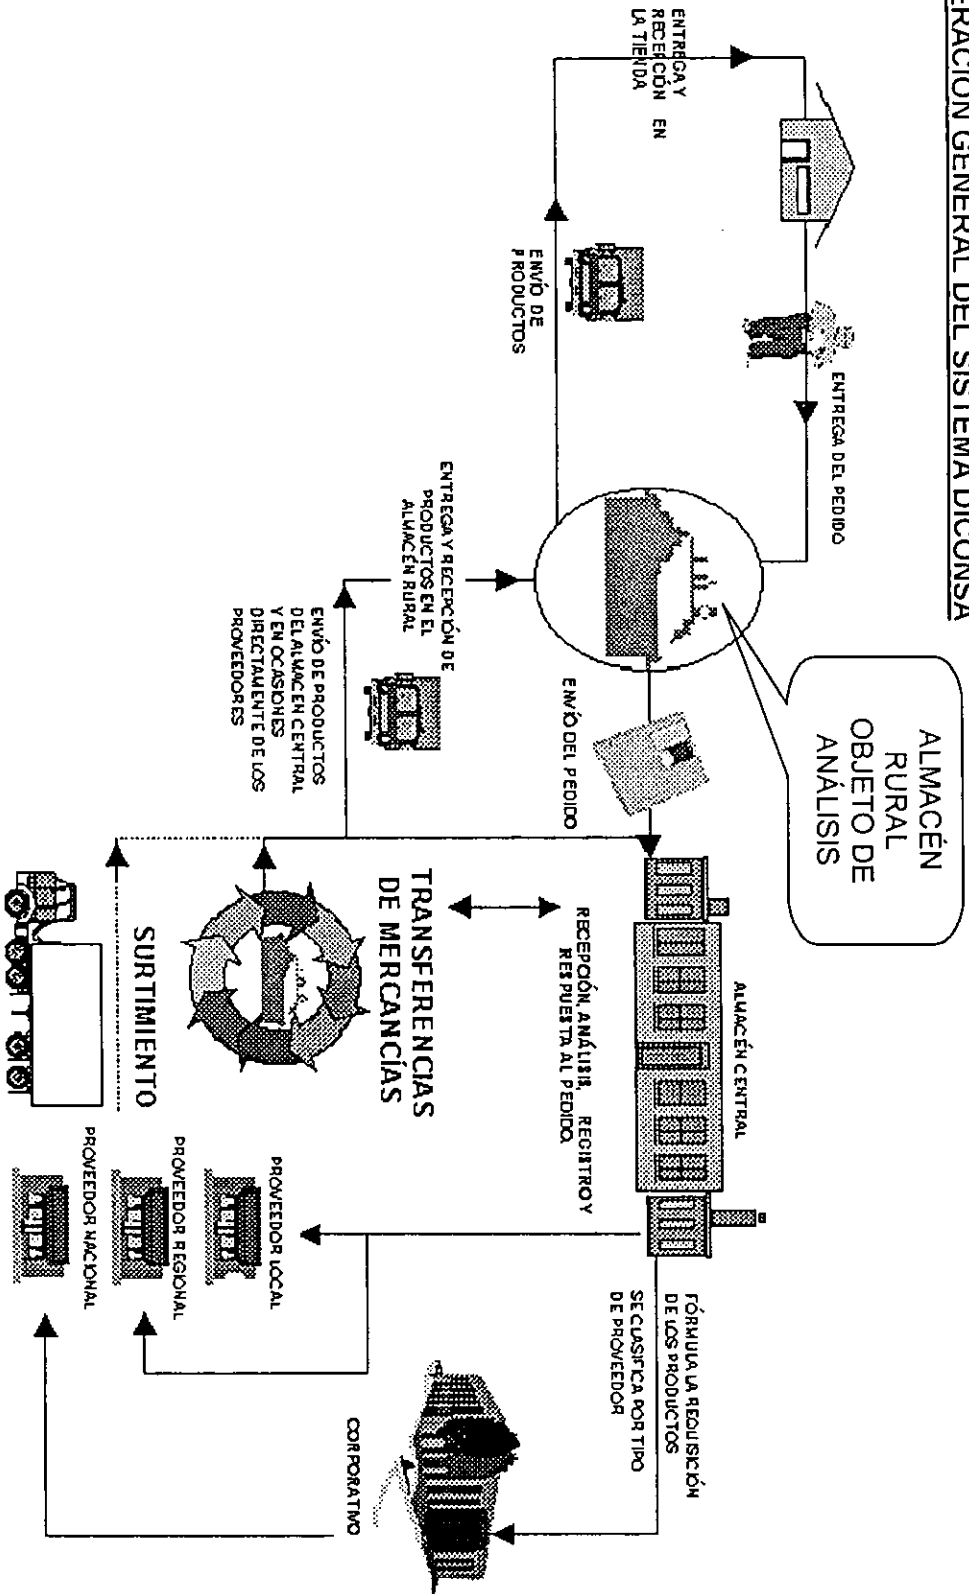 ERACIÓN GENERAL DEL SISTEMA DICONSA
ALMACÉN
RURAL
OBJETO DE
ANÁLISIS
ENTREGA Y
RECEPCIÓN EN
LA TIENDA
ENVÍO DE
PRODUCTOS
ENTREGA DEL PEDIDO
ENTREGA Y RECEPCIÓN DE
PRODUCTOS EN EL
ALMACÉN RURAL
ENVÍO DE PRODUCTOS
DEL ALMACEN CENTRAL
Y EN OCASIONES
DIRECTAMENTE DE LOS
PROVEEDORES
ENVÍO DEL PEDIDO
ALMACÉN CENTRAL
RECEPCIÓN, ANÁLISIS, REGISTRO Y
RESPUESTA AL PEDIDO.
TRANSFERENCIAS
DE MERCANCÍAS
SURTIMIENTO
FÓRMULA LA REQUISICIÓN
DE LOS PRODUCTOS
SE CLASIFICA POR TIPO
DE PROVEEDOR
PROVEEDOR LOCAL
PROVEEDOR REGIONAL
PROVEEDOR NACIONAL
CORPORATIVO